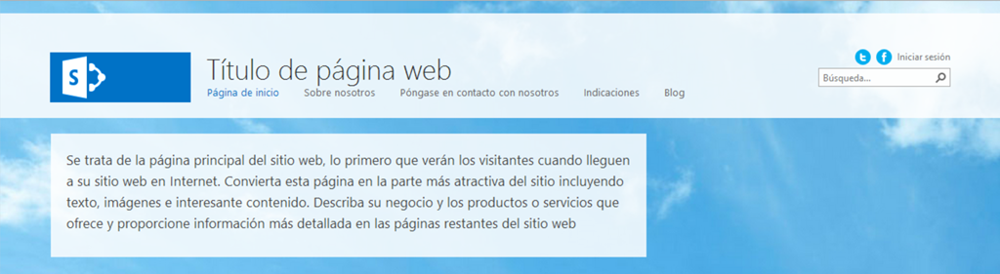 S
Título de página web
Iniciar sesión
Búsqueda...
Página de inicio Sobre nosotros Póngase en contacto con nosotros Indicaciones Blog
Se trata de la página principal del sitio web, lo primero que verán los visitantes cuando lleguen
a su sitio web en Internet. Convierta esta página en la parte más atractiva del sitio incluyendo
texto, imágenes e interesante contenido. Describa su negocio y los productos o servicios que
ofrece y proporcione información más detallada en las páginas restantes del sitio web